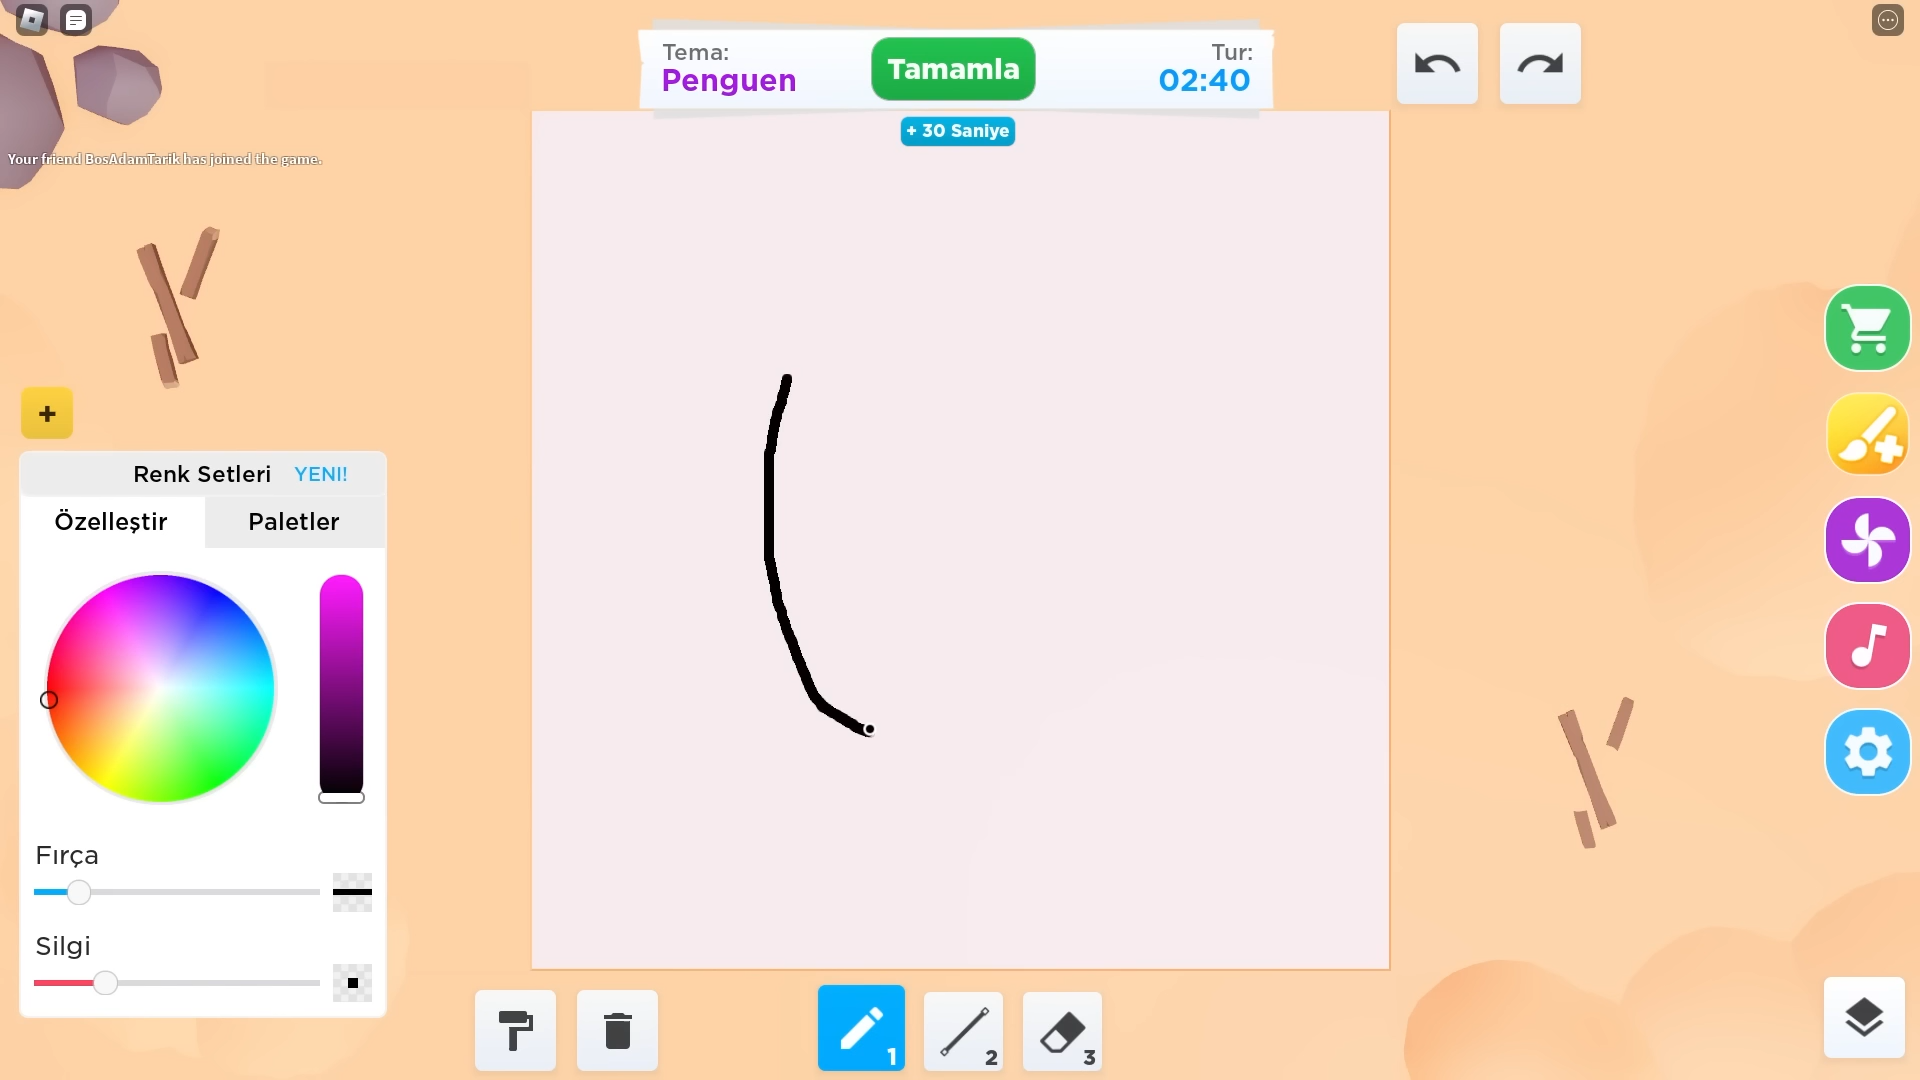 Tema:
Penguen
Tamamla
Tur:
02:40
+ 30 Saniye
Your friend BosAdamTarik has joined the game.
+
Renk Setleri YENI!
Özelleştir
Paletler
Fırça
Silgi
1
2
3